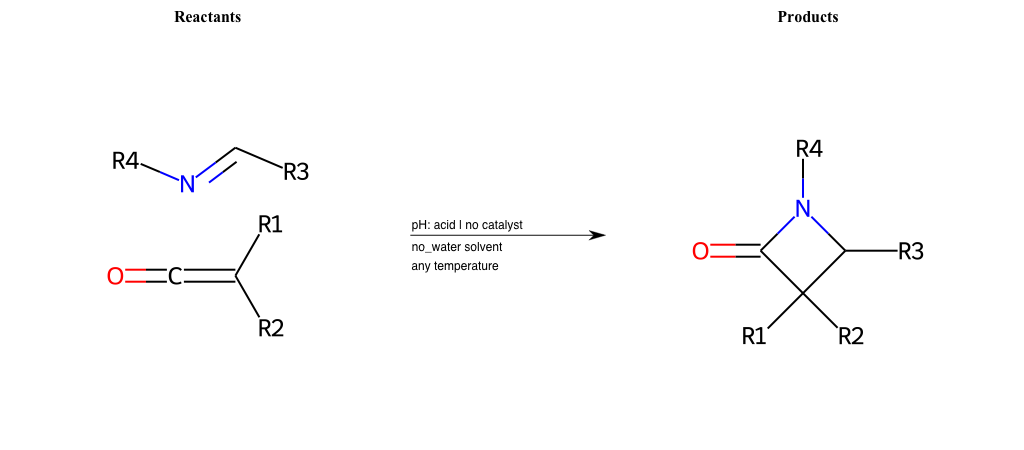 Reactants
Products
R4
N
R3
R1
O
C
R2
pH: acid | no catalyst
no_water solvent
any temperature
R4
N
O
R3
R1
R2